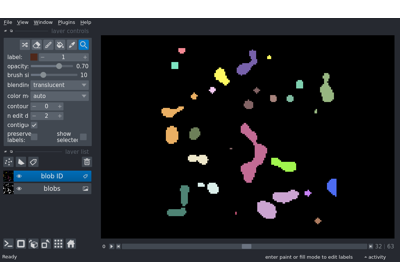 File View Window Plugins Help
layer controls
label: 1
opacity: 0.70
brush si 10
blending translucent
color m auto
contour 0
n edit d 2
contigu
preserve labels: show selected
layer list
blob ID
blobs
32 63
Ready enter paint or fill mode to edit labels activity